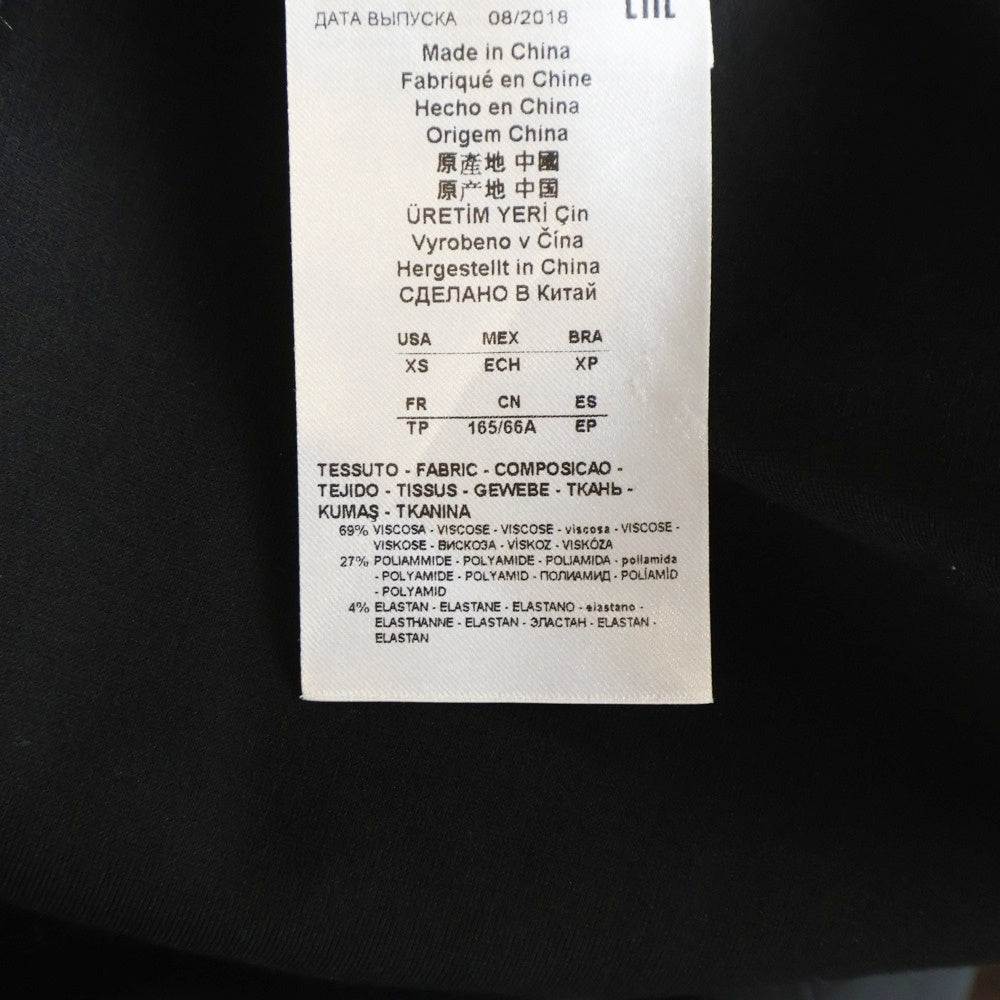 ДАТА ВЫПУСКА 08/2018
Made in China
Fabriqué en Chine
Hecho en China
Origem China
原產地 中國
原产地 中国
ÜRETİM YERİ Çin
Vyrobeno v Čína
Hergestellt in China
СДЕЛАНО В Китай
USA MEX BRA
XS ECH XP
FR CN ES
TP 165/66A EP
TESSUTO - FABRIC - COMPOSICAO -
TEJIDO - TISSUS - GEWEBE - ТКАНЬ -
KUMAŞ - TKANINA
69% VISCOSA - VISCOSE - VISCOSE - viscosa - VISCOSE -
VISKOSE - ВИСКОЗА - VİSKOZ - VISKÓZA
27% POLIAMMIDE - POLYAMIDE - POLIAMIDA - poliamida
- POLYAMIDE - POLYAMID - ПОЛИАМИД - POLİAMİD
- POLYAMID
4% ELASTAN - ELASTANE - ELASTANO - elastano -
ELASTHANNE - ELASTAN - ЭЛАСТАН - ELASTAN -
ELASTAN